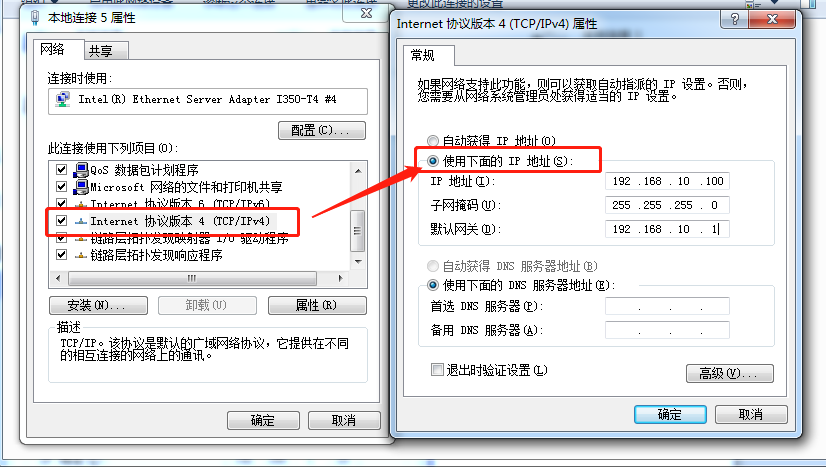 更改此连接的设置
本地连接 5 属性
网络
共享
连接时使用:
Intel(R) Ethernet Server Adapter I350-T4 #4
配置(C)...
此连接使用下列项目(O):
QoS 数据包计划程序
Microsoft 网络的文件和打印机共享
Internet 协议版本 6 (TCP/IPv6)
Internet 协议版本 4 (TCP/IPv4)
链路层拓扑发现映射器 I/O 驱动程序
链路层拓扑发现响应程序
安装(N)...
卸载(U)
属性(R)
描述
TCP/IP。该协议是默认的广域网络协议，它提供在不同
的相互连接的网络上的通讯。
确定
取消
Internet 协议版本 4 (TCP/IPv4) 属性
常规
如果网络支持此功能，则可以获取自动指派的 IP 设置。否则，
您需要从网络系统管理员处获得适当的 IP 设置。
自动获得 IP 地址(O)
使用下面的 IP 地址(S):
IP 地址(I):
192 .168 .10 .100
子网掩码(U):
255 .255 .255 . 0
默认网关(D):
192 .168 .10 . 1
自动获得 DNS 服务器地址(B)
使用下面的 DNS 服务器地址(E):
首选 DNS 服务器(P):
. . .
备用 DNS 服务器(A):
. . .
退出时验证设置(L)
高级(V)...
确定
取消